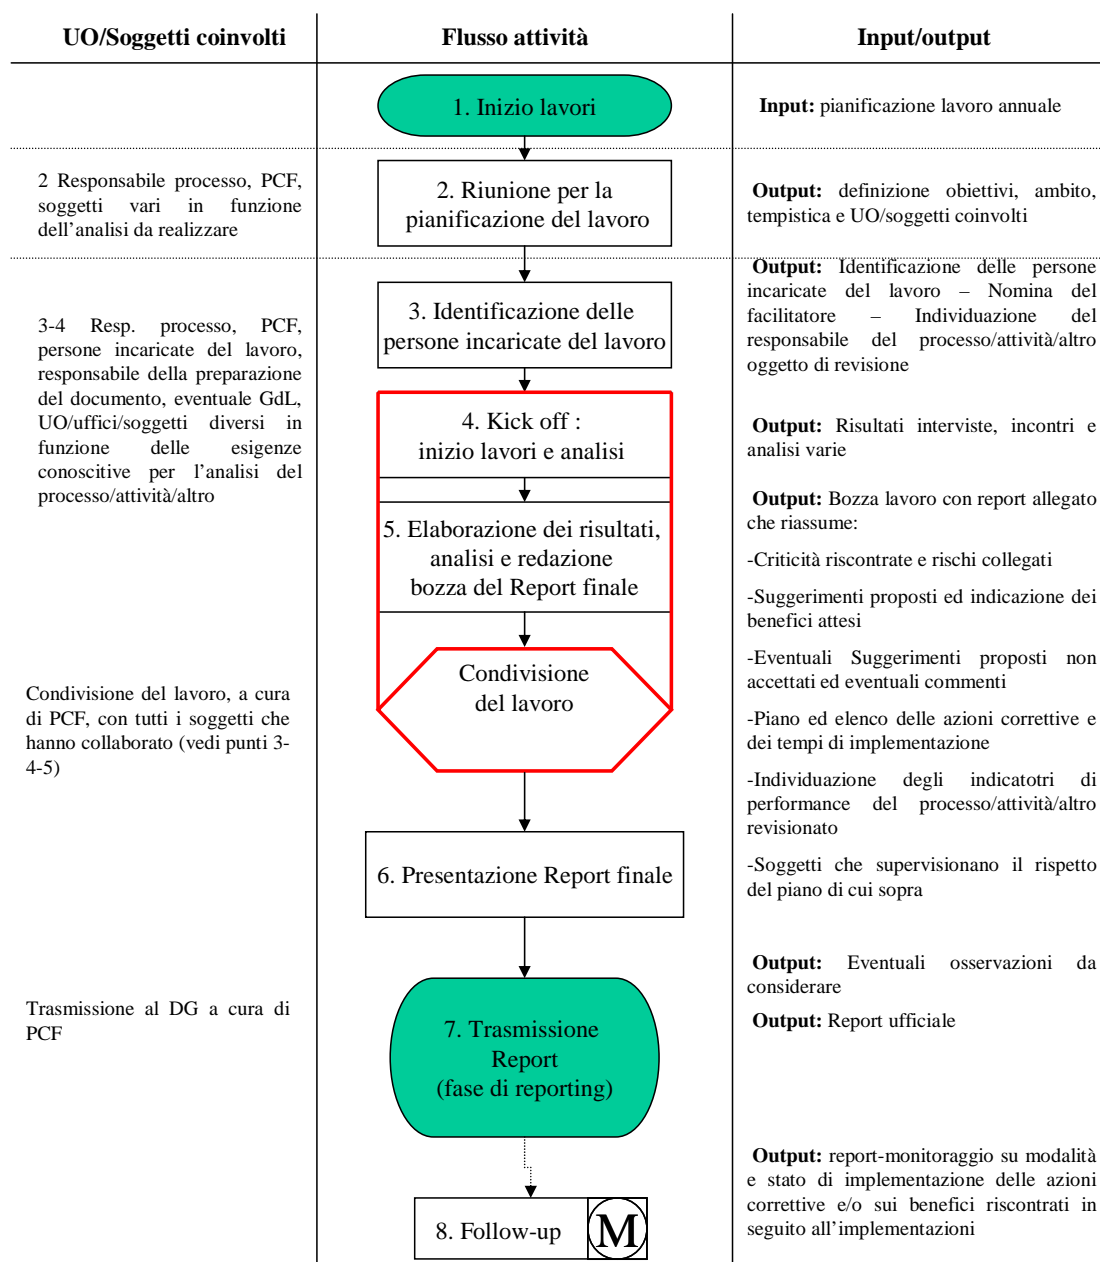 UO/Soggetti coinvolti
Flusso attività
Input/output
1. Inizio lavori
Input: pianificazione lavoro annuale
2 Responsabile processo, PCF,
soggetti vari in funzione
dell'analisi da realizzare
2. Riunione per la
pianificazione del lavoro
Output: definizione obiettivi, ambito,
tempistica e UO/soggetti coinvolti
3-4 Resp. processo, PCF,
persone incaricate del lavoro,
responsabile della preparazione
del documento, eventuale GdL,
UO/uffici/soggetti diversi in
funzione delle esigenze
conoscitive per l'analisi del
processo/attività/altro
3. Identificazione delle
persone incaricate del lavoro
Output: Identificazione delle persone
incaricate del lavoro – Nomina del
facilitatore – Individuazione del
responsabile del processo/attività/altro
oggetto di revisione
4. Kick off :
inizio lavori e analisi
Output: Risultati interviste, incontri e
analisi varie
5. Elaborazione dei risultati,
analisi e redazione
bozza del Report finale
Output: Bozza lavoro con report allegato
che riassume:
-Criticità riscontrate e rischi collegati
-Suggerimenti proposti ed indicazione dei
benefici attesi
-Eventuali Suggerimenti proposti non
accettati ed eventuali commenti
-Piano ed elenco delle azioni correttive e
dei tempi di implementazione
-Individuazione degli indicatotri di
performance del processo/attività/altro
revisionato
-Soggetti che supervisionano il rispetto
del piano di cui sopra
Condivisione
del lavoro
Condivisione del lavoro, a cura
di PCF, con tutti i soggetti che
hanno collaborato (vedi punti 3-
4-5)
6. Presentazione Report finale
Output: Eventuali osservazioni da
considerare
Trasmissione al DG a cura di
PCF
7. Trasmissione
Report
(fase di reporting)
Output: Report ufficiale
8. Follow-up
M
Output: report-monitoraggio su modalità
e stato di implementazione delle azioni
correttive e/o sui benefici riscontrati in
seguito all'implementazioni